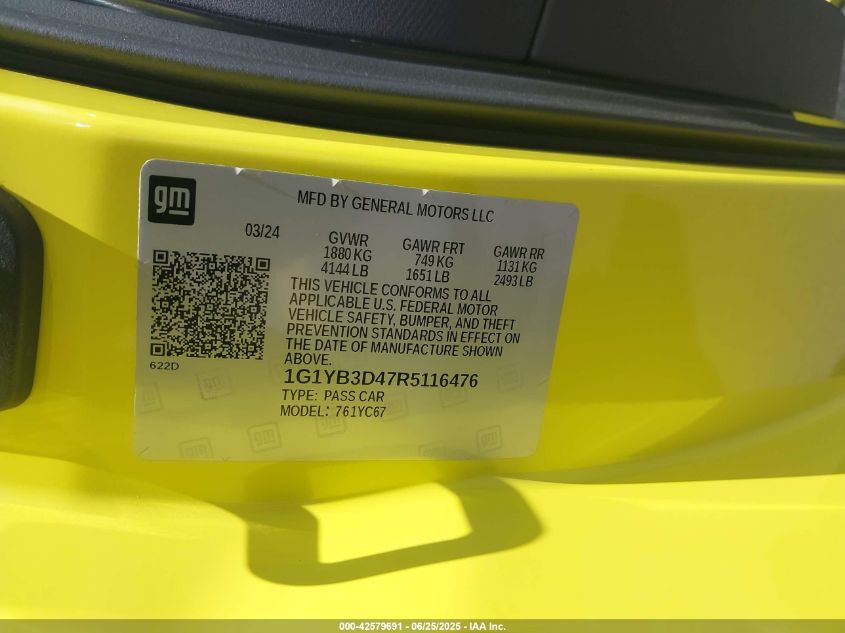 gm
MFD BY GENERAL MOTORS LLC
03/24
GVWR
1880 KG
4144 LB
GAWR FRT
749 KG
1651 LB
GAWR RR
1131 KG
2493 LB
THIS VEHICLE CONFORMS TO ALL
APPLICABLE U.S. FEDERAL MOTOR
VEHICLE SAFETY, BUMPER, AND THEFT
PREVENTION STANDARDS IN EFFECT ON
THE DATE OF MANUFACTURE SHOWN
ABOVE.
622D
1G1YB3D47R5116476
TYPE: PASS CAR
MODEL: 761YC67
000-42579691 - 06/25/2025 - IAA Inc.